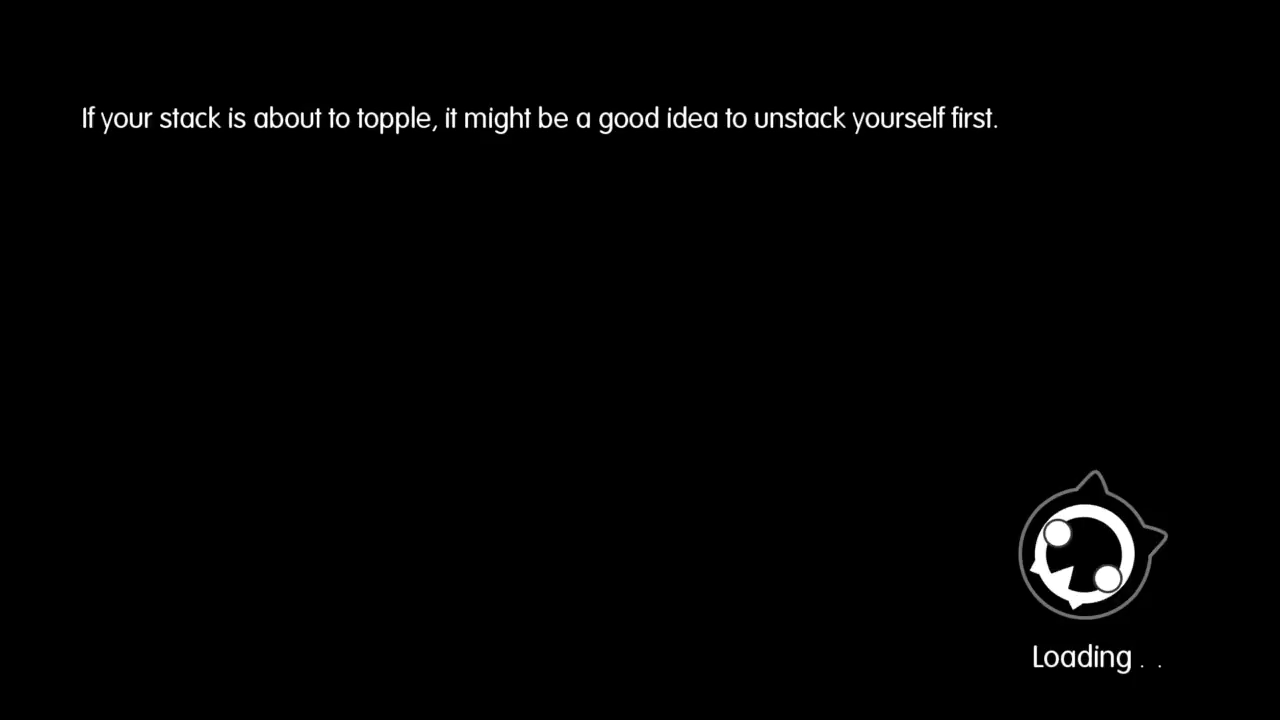 If your stack is about to topple, it might be a good idea to unstack yourself first.
Loading . .